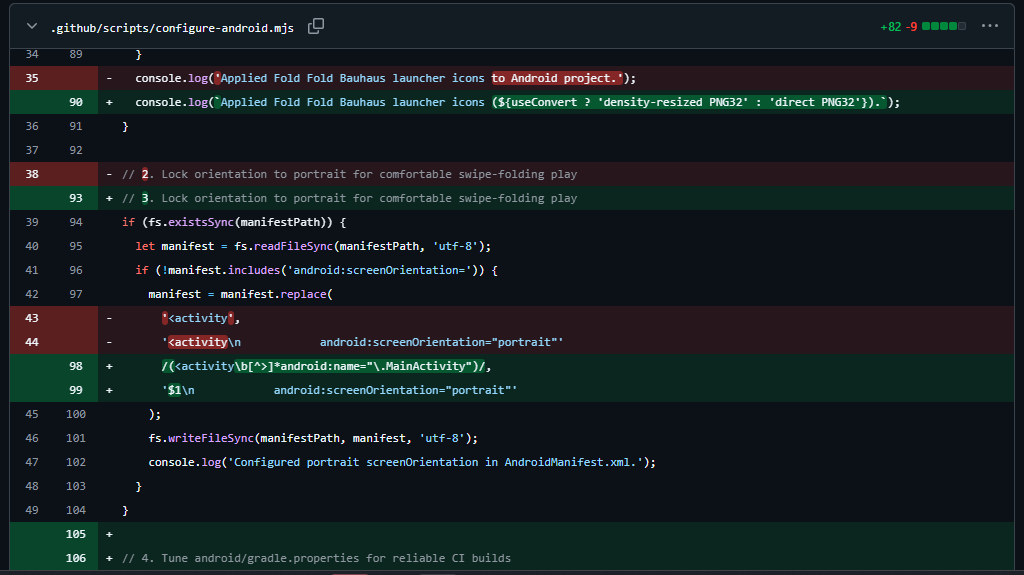 .github/scripts/configure-android.mjs +82 -9
34 89 }
35 - console.log('Applied Fold Fold Bauhaus launcher icons to Android project.');
90 + console.log(`Applied Fold Fold Bauhaus launcher icons (${useConvert ? 'density-resized PNG32' : 'direct PNG32'}).`);
36 91 }
37 92
38 - // 2. Lock orientation to portrait for comfortable swipe-folding play
93 + // 3. Lock orientation to portrait for comfortable swipe-folding play
39 94 if (fs.existsSync(manifestPath)) {
40 95 let manifest = fs.readFileSync(manifestPath, 'utf-8');
41 96 if (!manifest.includes('android:screenOrientation=')) {
42 97 manifest = manifest.replace(
43 - '<activity',
44 - '<activity\n            android:screenOrientation="portrait"'
98 + /(<activity\b[^>]*android:name="\.MainActivity")/,
99 + '$1\n            android:screenOrientation="portrait"'
45 100 );
46 101 fs.writeFileSync(manifestPath, manifest, 'utf-8');
47 102 console.log('Configured portrait screenOrientation in AndroidManifest.xml.');
48 103 }
49 104 }
105 +
106 + // 4. Tune android/gradle.properties for reliable CI builds